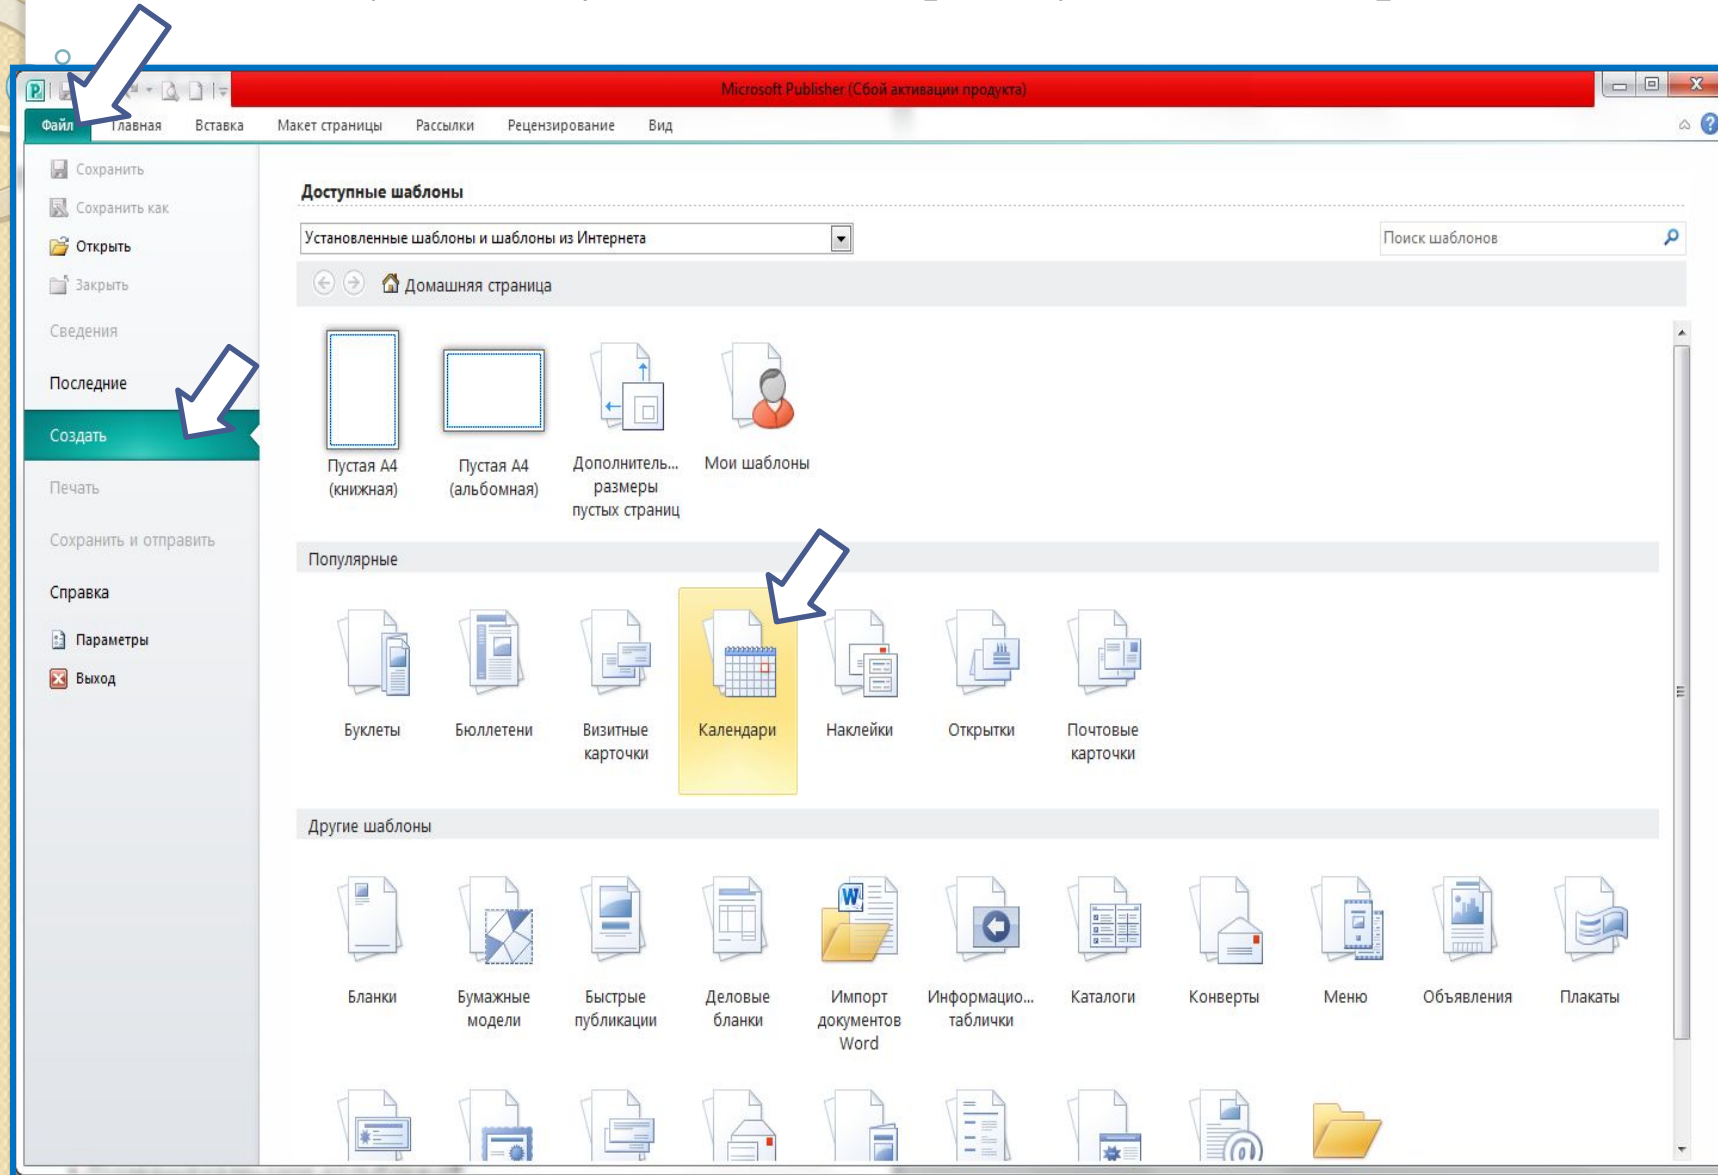 Microsoft Publisher (Сбой активации продукта)
Файл Главная Вставка Макет страницы Рассылки Рецензирование Вид
Сохранить
Сохранить как
Открыть
Закрыть
Сведения
Последние
Создать
Печать
Сохранить и отправить
Справка
Параметры
Выход
Доступные шаблоны
Установленные шаблоны и шаблоны из Интернета
Поиск шаблонов
Домашняя страница
Пустая A4
(книжная)
Пустая A4
(альбомная)
Дополнитель...
размеры
пустых страниц
Мои шаблоны
Популярные
Буклеты
Бюллетени
Визитные
карточки
Календари
Наклейки
Открытки
Почтовые
карточки
Другие шаблоны
Бланки
Бумажные
модели
Быстрые
публикации
Деловые
бланки
Импорт
документов
Word
Информацио...
таблички
Каталоги
Конверты
Меню
Объявления
Плакаты